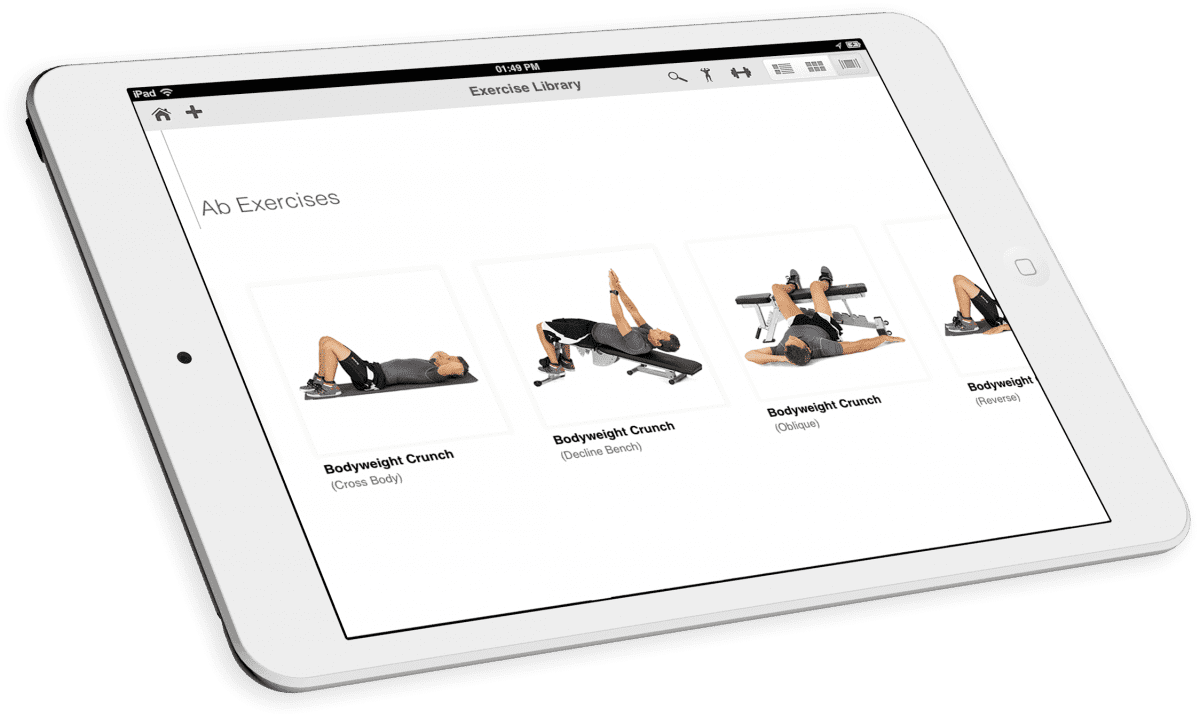 iPad
01:49 PM
Exercise Library
Ab Exercises
Bodyweight Crunch
(Cross Body)
Bodyweight Crunch
(Decline Bench)
Bodyweight Crunch
(Oblique)
Bodyweight
(Reverse)